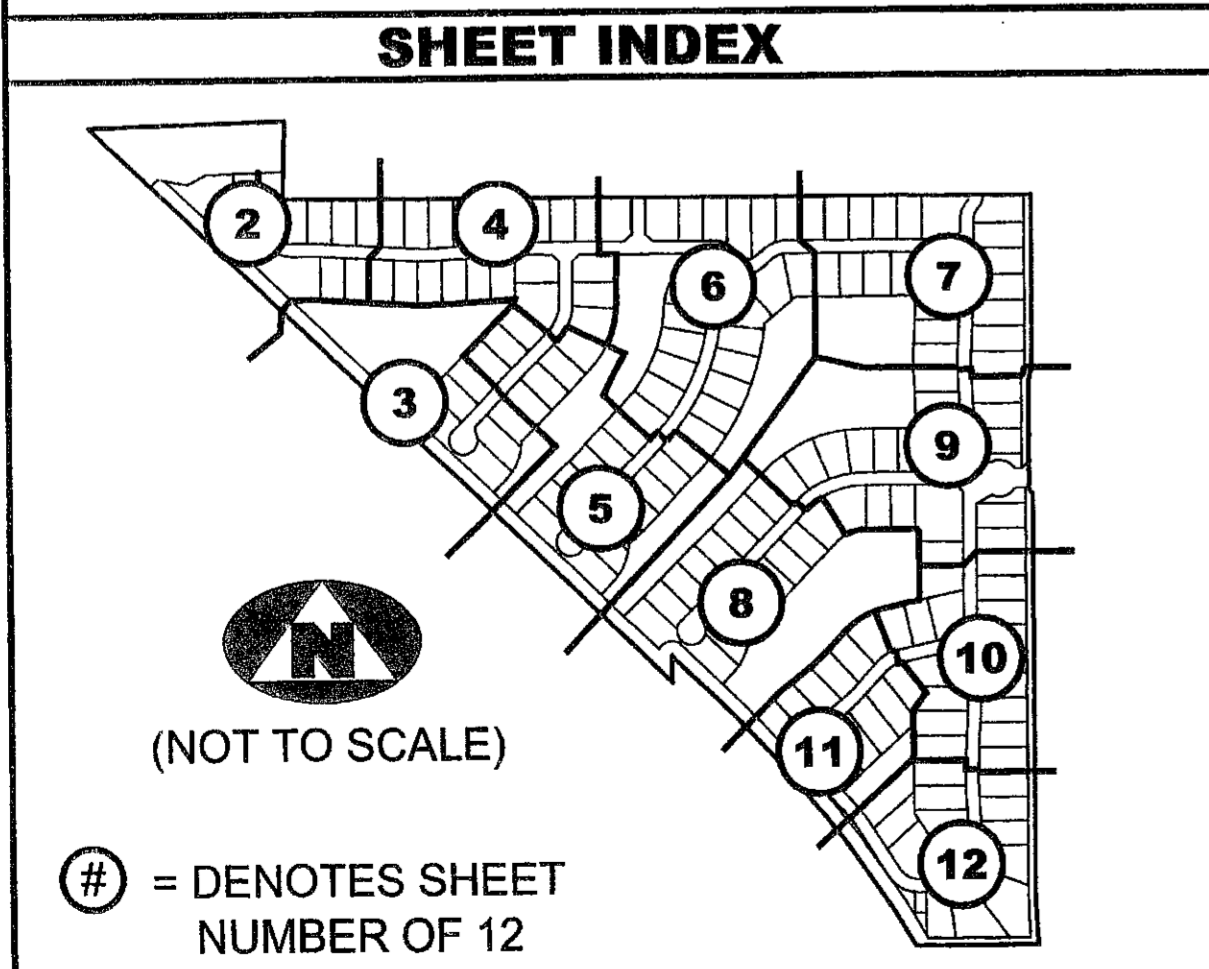 SHEET INDEX
2
4
6
7
3
9
5
8
10
11
12
N
(NOT TO SCALE)
# = DENOTES SHEET
NUMBER OF 12